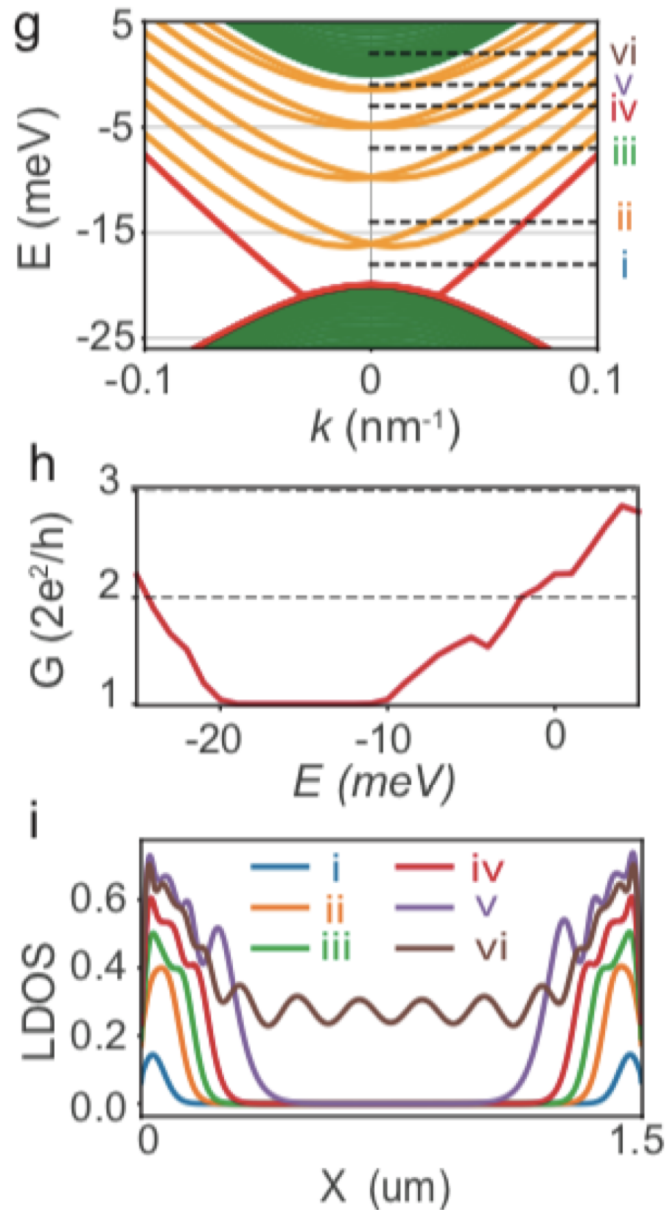 g
5
-5
-15
-25
E (meV)
vi
v
iv
iii
ii
i
-0.1 0 0.1
k (nm⁻¹)
h
3
2
1
G (2e²/h)
-20 -10 0
E (meV)
i
0.6
0.4
0.2
0.0
LDOS
i iv
ii v
iii vi
0 1.5
X (um)